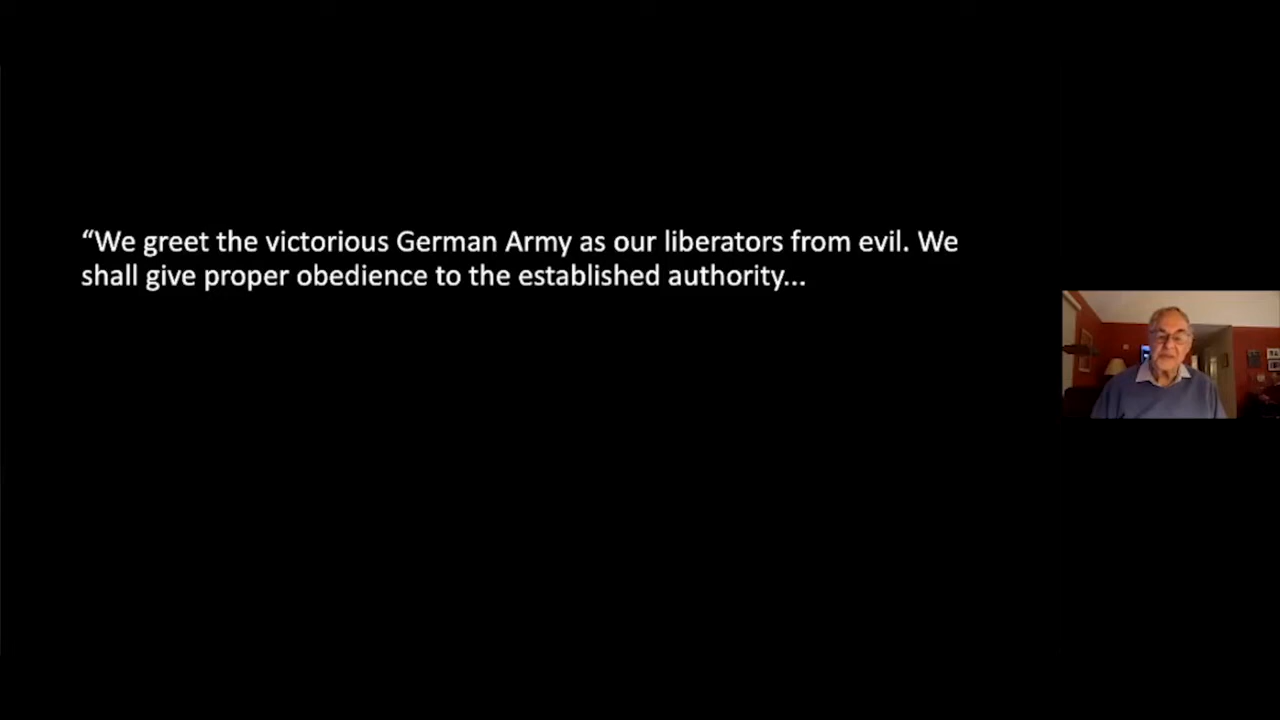 “We greet the victorious German Army as our liberators from evil. We
shall give proper obedience to the established authority...